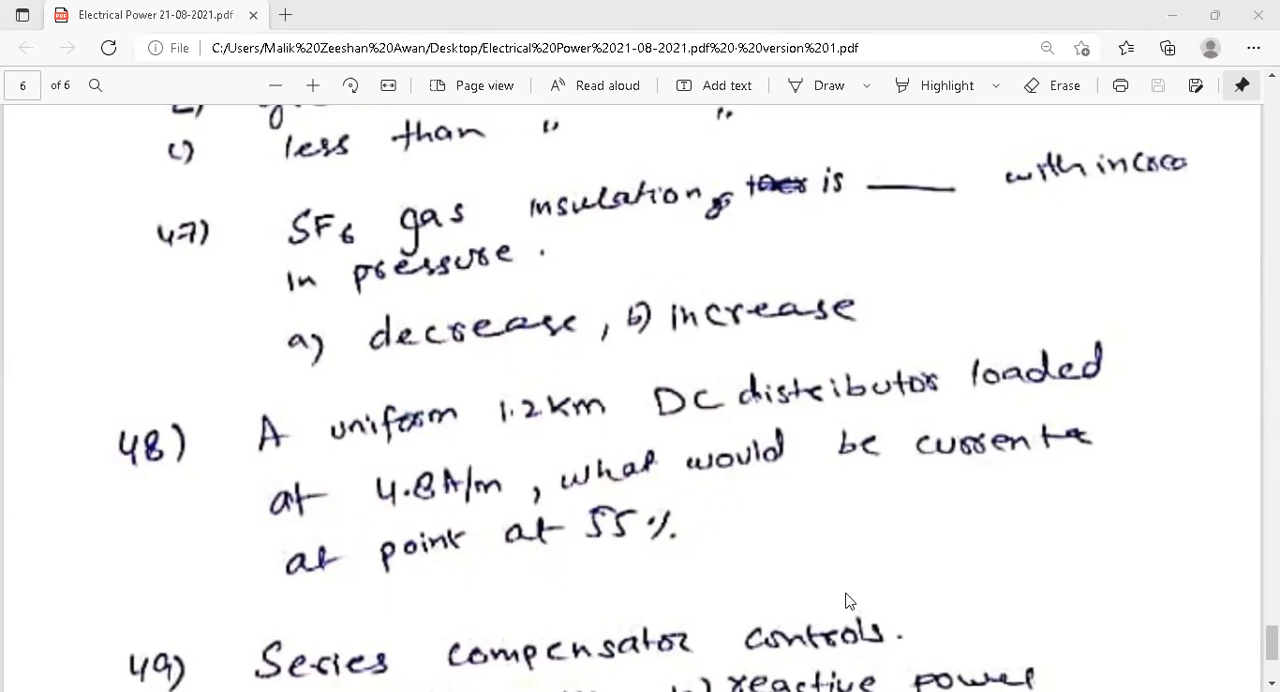 Electrical Power 21-08-2021.pdf
File C:/Users/Malik%20Zeeshan%20Awan/Desktop/Electrical%20Power%2021-08-2021.pdf%20-%20version%201.pdf
6 of 6 Page view Read aloud Add text Draw Highlight Erase
c) less than " "
47) SF6 gas insulation, is ____ with
in pressure.
a) decrease, b) increase
48) A uniform 1.2km DC distributor loaded
at 4.8A/m, what would be current
at point at 55%.
49) Series compensator controls.
b) reactive power